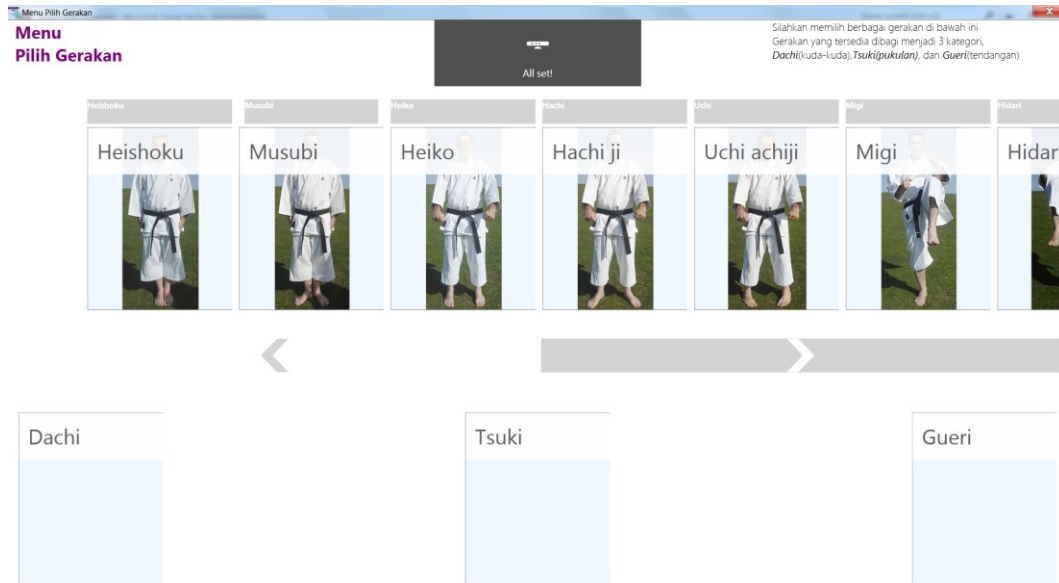 Menu Pilih Gerakan
Menu
Pilih Gerakan
All set!
Silahkan memilih berbagai gerakan di bawah ini
Gerakan yang tersedia dibagi menjadi 3 kategori,
Dachi(kuda-kuda),Tsuki(pukulan), dan Gueri(tendangan)
Heishoku Musubi Heiko Hachi Uchi Migi Hidari
Heishoku Musubi Heiko Hachi ji Uchi achiji Migi Hidar
Dachi Tsuki Gueri